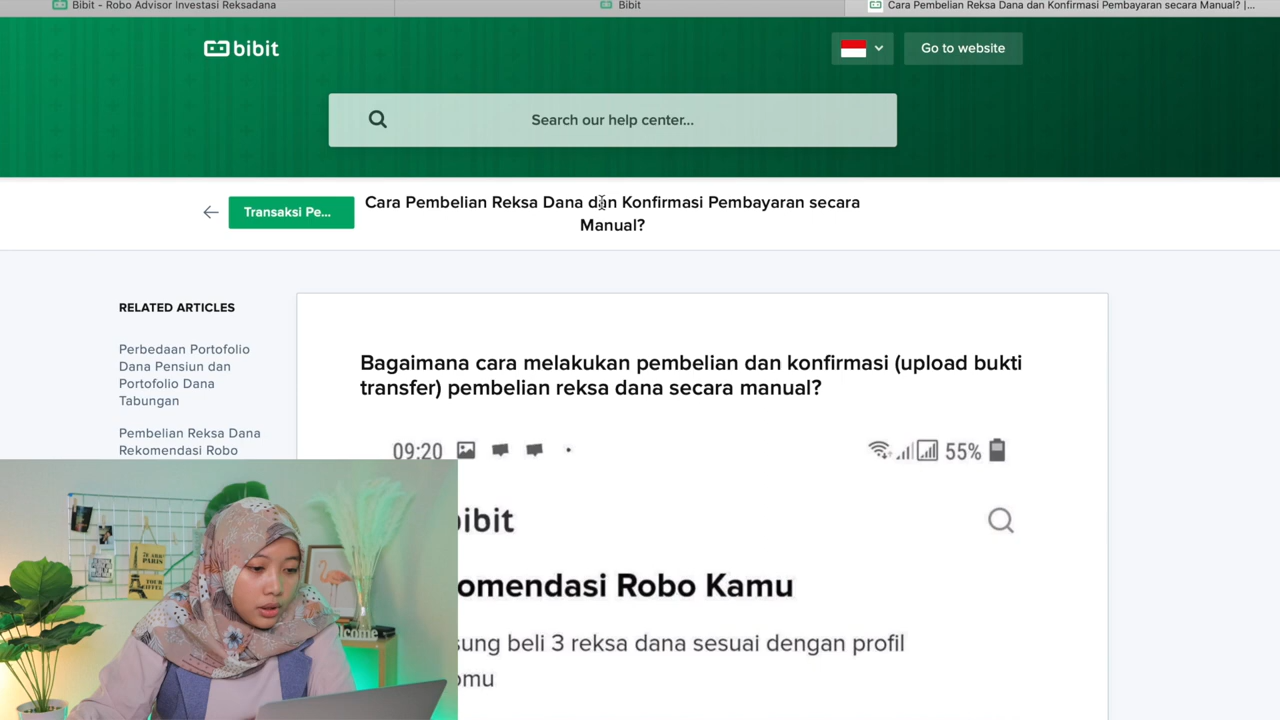 Bibit - Robo Advisor Investasi Reksadana
Bibit
Cara Pembelian Reksa Dana dan Konfirmasi Pembayaran secara Manual? |...
bibit
Go to website
Search our help center...
Transaksi Pe...
Cara Pembelian Reksa Dana dan Konfirmasi Pembayaran secara
Manual?
RELATED ARTICLES
Perbedaan Portofolio
Dana Pensiun dan
Portofolio Dana
Tabungan
Pembelian Reksa Dana
Rekomendasi Robo
Bagaimana cara melakukan pembelian dan konfirmasi (upload bukti
transfer) pembelian reksa dana secara manual?
09:20
55%
bibit
omendasi Robo Kamu
sung beli 3 reksa dana sesuai dengan profil
omu
PARIS